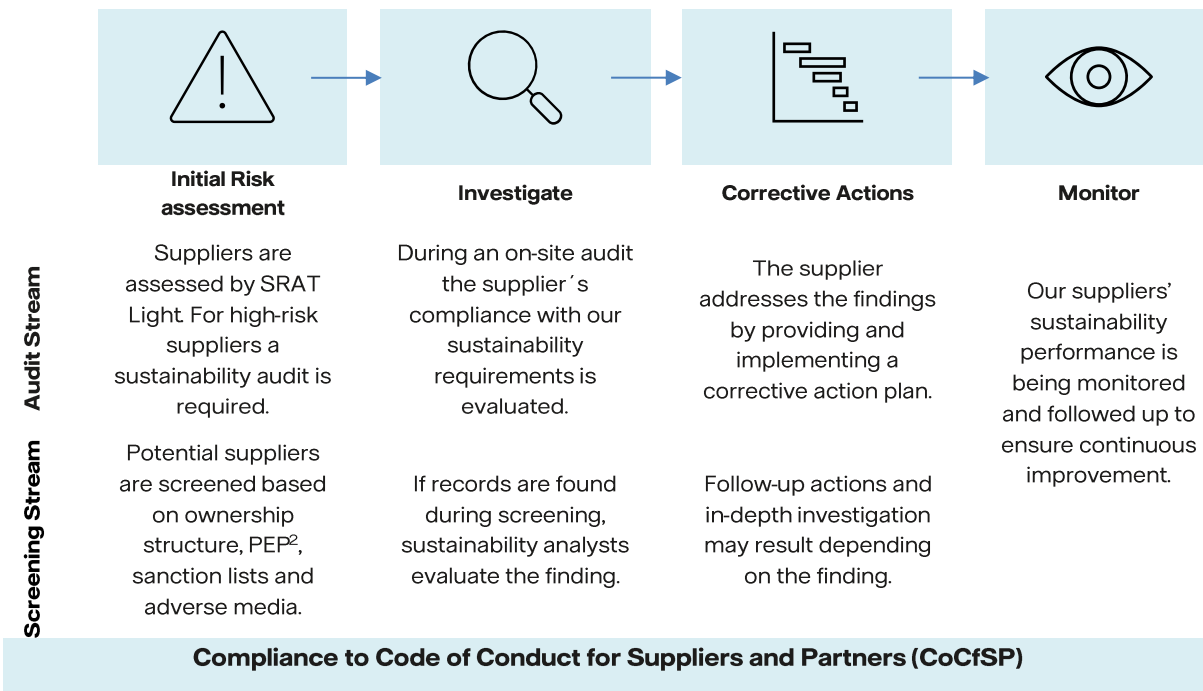 Initial Risk
assessment
Investigate
Corrective Actions
Monitor
Audit Stream
Suppliers are
assessed by SRAT
Light. For high-risk
suppliers a
sustainability audit is
required.
During an on-site audit
the supplier´s
compliance with our
sustainability
requirements is
evaluated.
The supplier
addresses the findings
by providing and
implementing a
corrective action plan.
Our suppliers’
sustainability
performance is
being monitored
and followed up to
ensure continuous
improvement.
Screening Stream
Potential suppliers
are screened based
on ownership
structure, PEP²,
sanction lists and
adverse media.
If records are found
during screening,
sustainability analysts
evaluate the finding.
Follow-up actions and
in-depth investigation
may result depending
on the finding.
Compliance to Code of Conduct for Suppliers and Partners (CoCfSP)